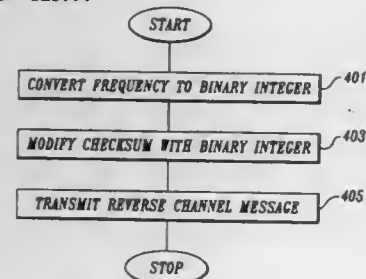 START
CONVERT FREQUENCY TO BINARY INTEGER
401
MODIFY CHECKSUM WITH BINARY INTEGER
403
TRANSMIT REVERSE CHANNEL MESSAGE
405
STOP